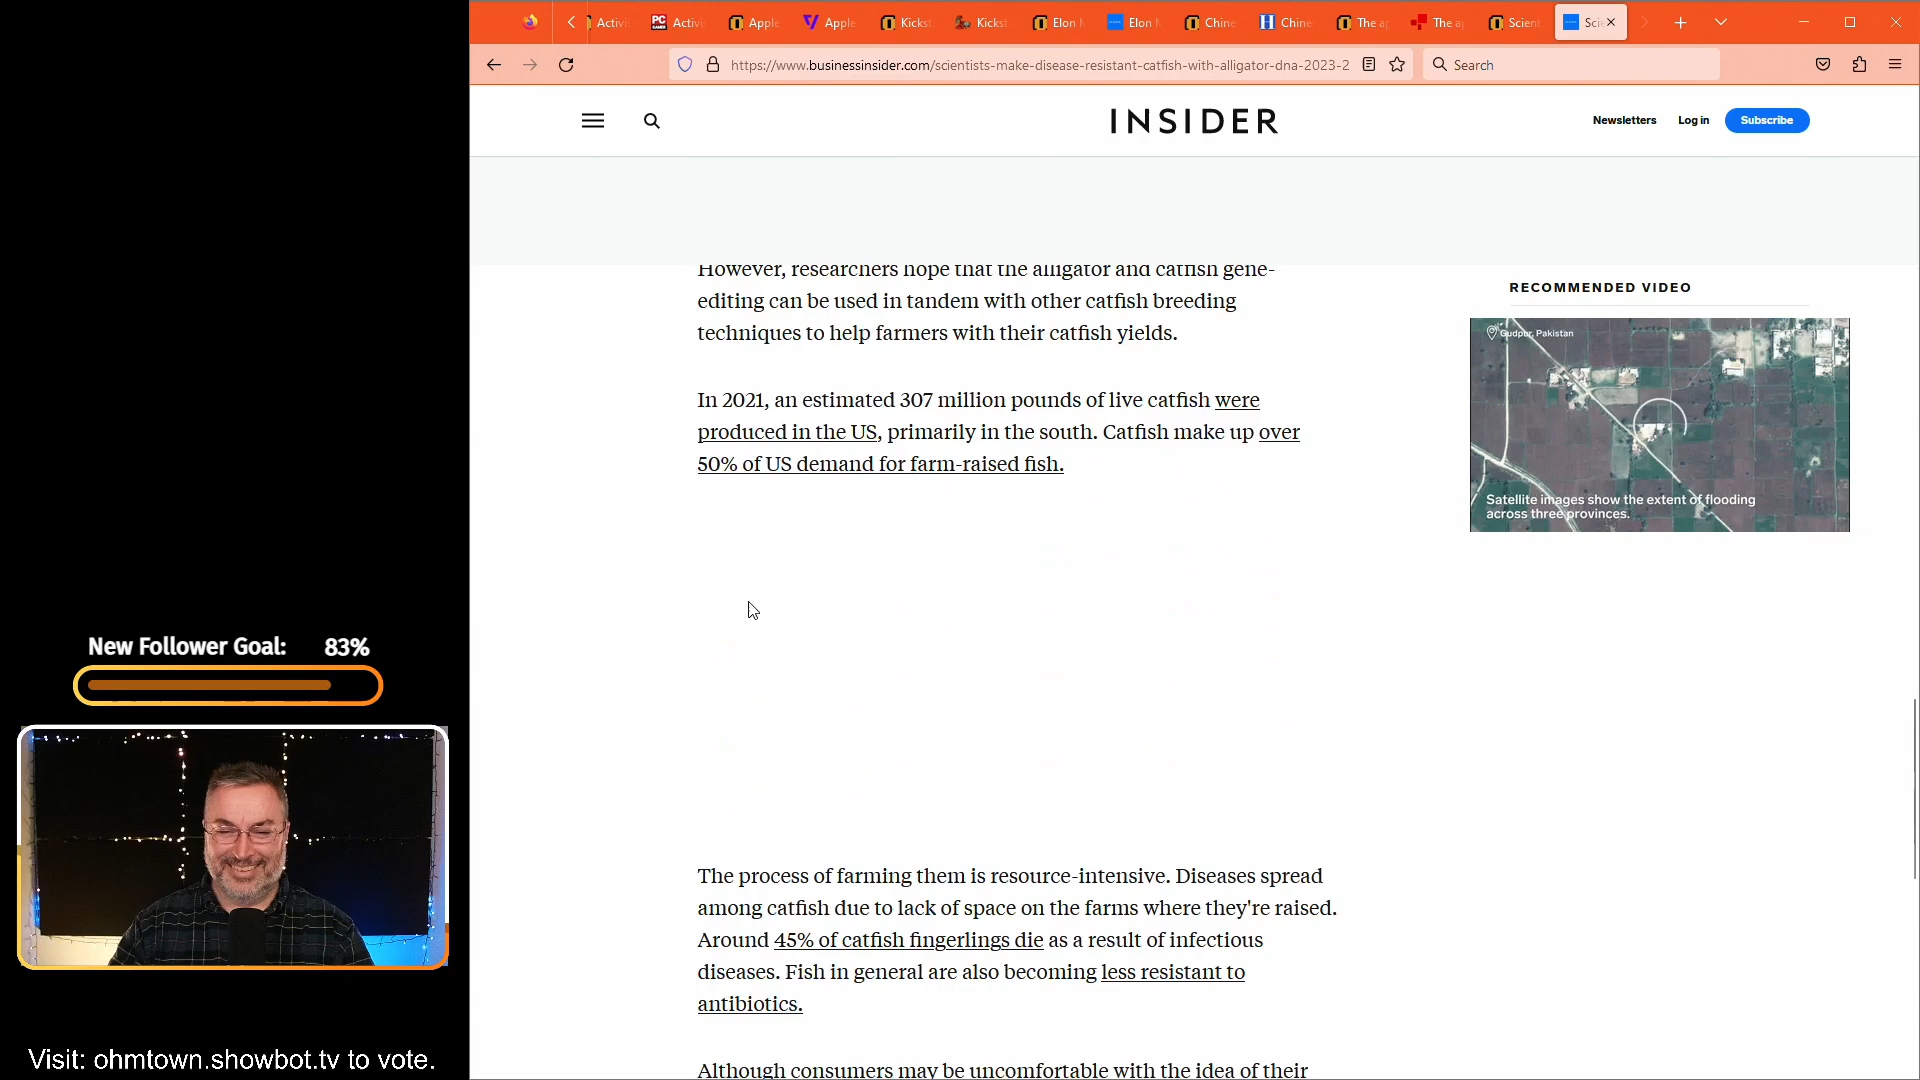 Activi
PC GAMES Activi
Apple
Apple
Kickst
Kickst
Elon M
Elon M
Chine
H Chine
The ap
The ap
Scient
Scie
https://www.businessinsider.com/scientists-make-disease-resistant-catfish-with-alligator-dna-2023-2
Search
INSIDER
Newsletters
Log in
Subscribe
However, researchers hope that the alligator and catfish gene-
editing can be used in tandem with other catfish breeding
techniques to help farmers with their catfish yields.
In 2021, an estimated 307 million pounds of live catfish were
produced in the US, primarily in the south. Catfish make up over
50% of US demand for farm-raised fish.
RECOMMENDED VIDEO
Gudpur, Pakistan
Satellite images show the extent of flooding
across three provinces.
The process of farming them is resource-intensive. Diseases spread
among catfish due to lack of space on the farms where they're raised.
Around 45% of catfish fingerlings die as a result of infectious
diseases. Fish in general are also becoming less resistant to
antibiotics.
Although consumers may be uncomfortable with the idea of their
New Follower Goal: 83%
Visit: ohmtown.showbot.tv to vote.